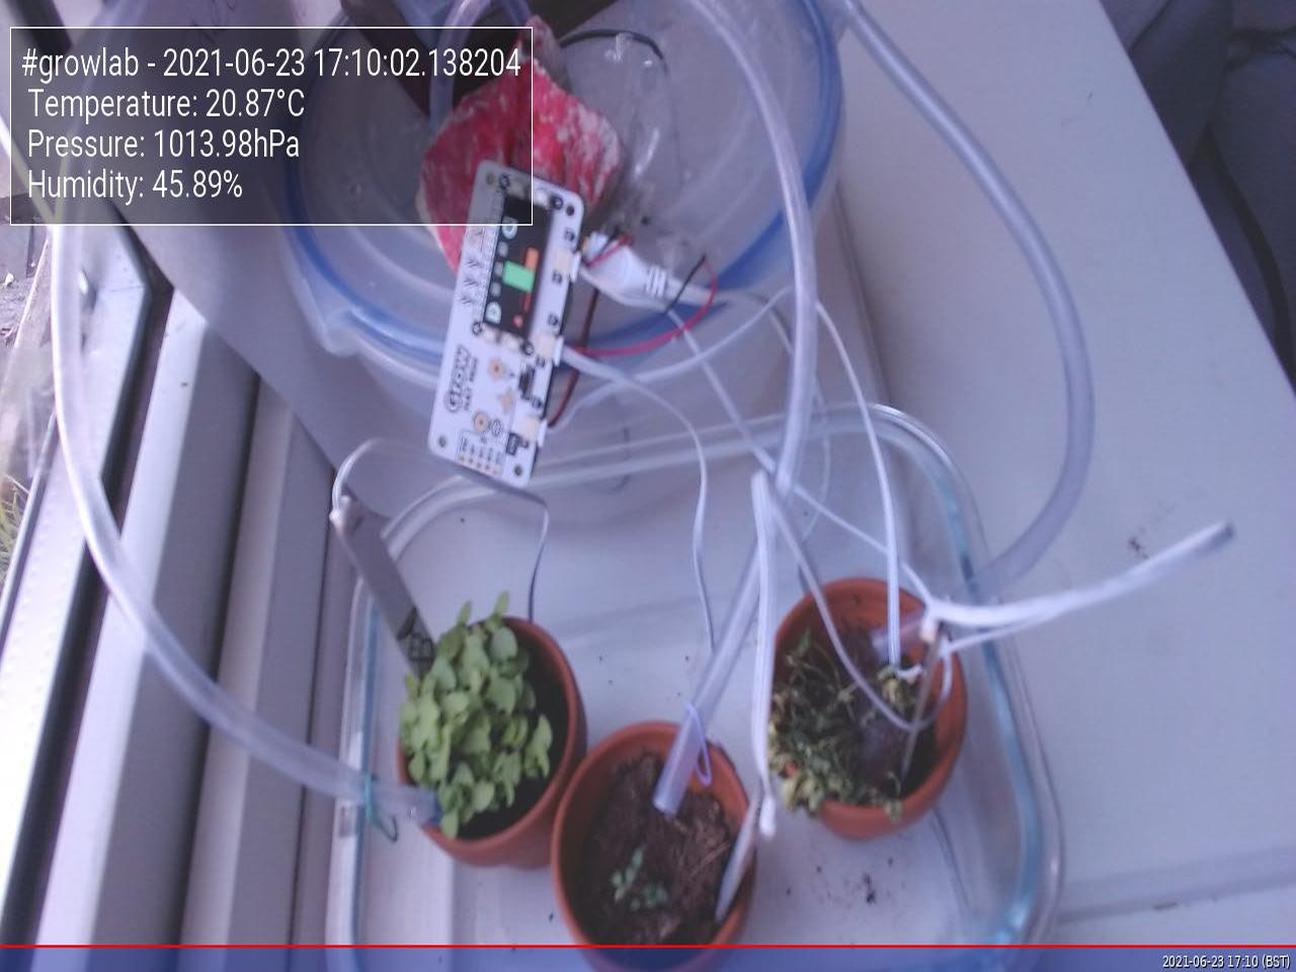 #growlab - 2021-06-23 17:10:02.138204
Temperature: 20.87°C
Pressure: 1013.98hPa
Humidity: 45.89%
GROW
2021-06-23 17:10 (BST)